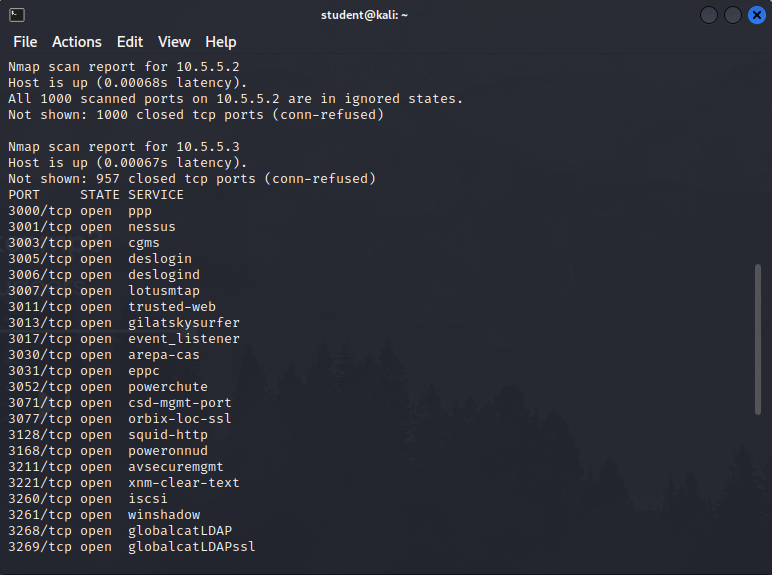 student@kali: ~
File Actions Edit View Help
Nmap scan report for 10.5.5.2
Host is up (0.00068s latency).
All 1000 scanned ports on 10.5.5.2 are in ignored states.
Not shown: 1000 closed tcp ports (conn-refused)
Nmap scan report for 10.5.5.3
Host is up (0.00067s latency).
Not shown: 957 closed tcp ports (conn-refused)
PORT STATE SERVICE
3000/tcp open ppp
3001/tcp open nessus
3003/tcp open cgms
3005/tcp open deslogin
3006/tcp open deslogind
3007/tcp open lotusmtap
3011/tcp open trusted-web
3013/tcp open gilatskysurfer
3017/tcp open event_listener
3030/tcp open arepa-cas
3031/tcp open eppc
3052/tcp open powerchute
3071/tcp open csd-mgmt-port
3077/tcp open orbix-loc-ssl
3128/tcp open squid-http
3168/tcp open poweronnud
3211/tcp open avsecuremgmt
3221/tcp open xnm-clear-text
3260/tcp open iscsi
3261/tcp open winshadow
3268/tcp open globalcatLDAP
3269/tcp open globalcatLDAPssl